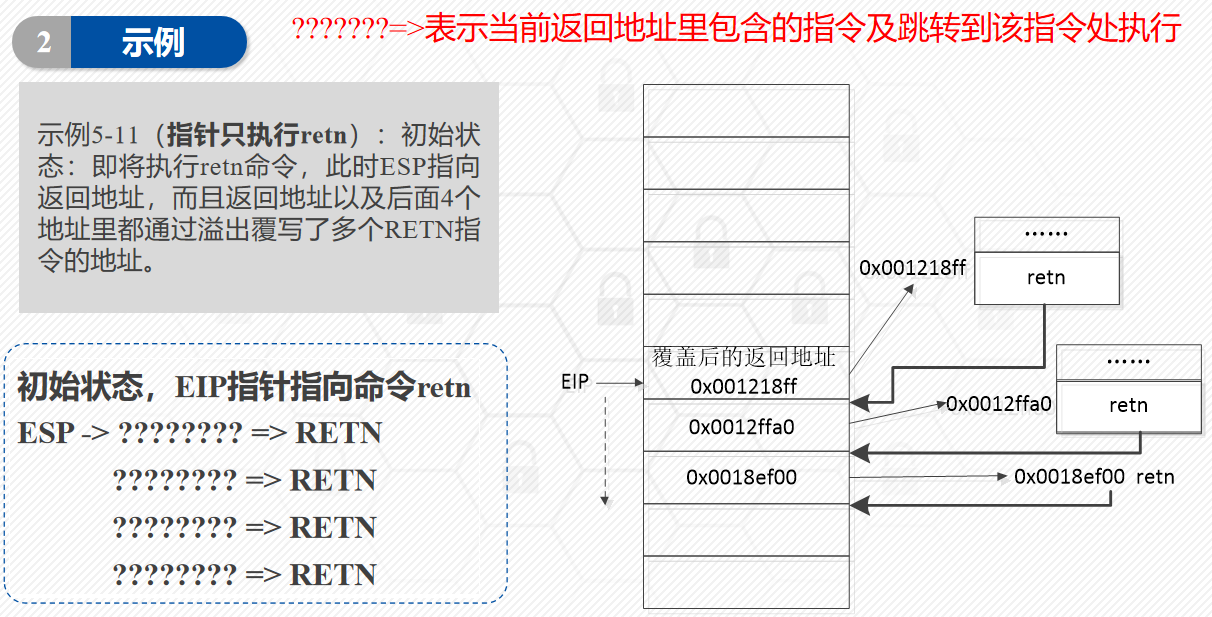 2 示例
???????=>表示当前返回地址里包含的指令及跳转到该指令处执行
示例5-11（指针只执行retn）：初始状
态：即将执行retn命令，此时ESP指向
返回地址，而且返回地址以及后面4个
地址里都通过溢出覆写了多个RETN指
令的地址。
初始状态，EIP指针指向命令retn
ESP -> ???????? => RETN
???????? => RETN
???????? => RETN
???????? => RETN
EIP
覆盖后的返回地址
0x001218ff
0x0012ffa0
0x0018ef00
0x001218ff
······
retn
0x0012ffa0
······
retn
0x0018ef00 retn